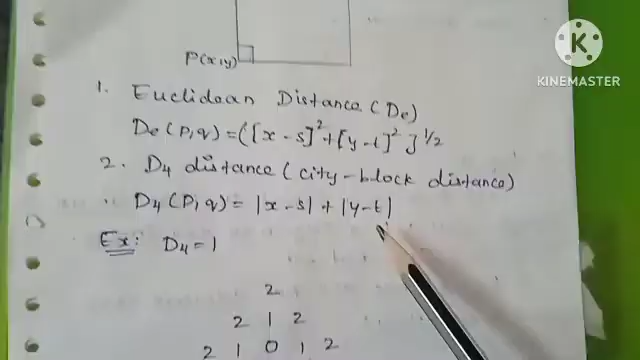 P(x,y)
KINEMASTER
1. Euclidean Distance (De)
De(p,q) = ([x-s]² + [y-t]² ]^1/2
2. D4 distance (city-block distance)
D4(p,q) = |x-s| + |y-t|
Ex: D4 = 1
2
2 1 2
2 1 0 1 2